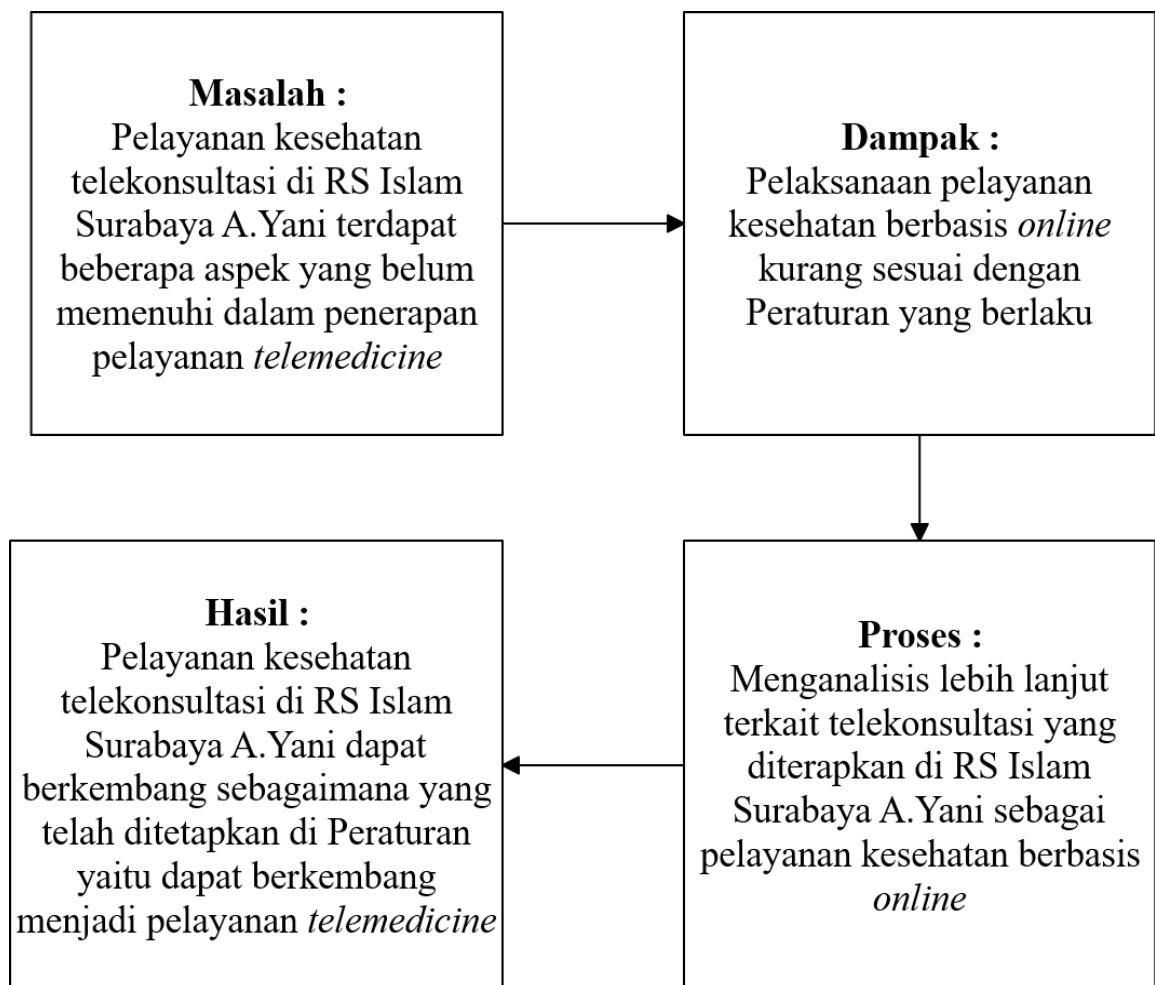 Masalah :
Pelayanan kesehatan
telekonsultasi di RS Islam
Surabaya A.Yani terdapat
beberapa aspek yang belum
memenuhi dalam penerapan
pelayanan telemedicine
Dampak :
Pelaksanaan pelayanan
kesehatan berbasis online
kurang sesuai dengan
Peraturan yang berlaku
Proses :
Menganalisis lebih lanjut
terkait telekonsultasi yang
diterapkan di RS Islam
Surabaya A.Yani sebagai
pelayanan kesehatan berbasis
online
Hasil :
Pelayanan kesehatan
telekonsultasi di RS Islam
Surabaya A.Yani dapat
berkembang sebagaimana yang
telah ditetapkan di Peraturan
yaitu dapat berkembang
menjadi pelayanan telemedicine